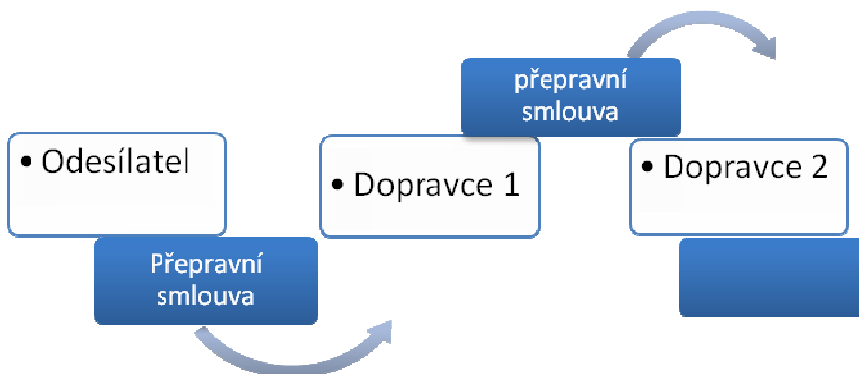 • Odesílatel
Přepravní
smlouva
• Dopravce 1
přepravní
smlouva
• Dopravce 2